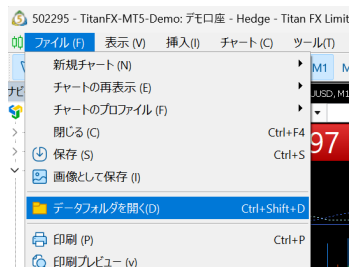 502295 - TitanFX-MT5-Demo: デモ口座 - Hedge - Titan FX Limit
ファイル (F) 表示 (V) 挿入(I) チャート (C) ツール(T)
新規チャート (N) M1
チャートの再表示 (E)
ナビ チャートのプロファイル (F)
閉じる (C) Ctrl+F4
保存 (S) Ctrl+S 97
画像として保存 (I)
データフォルダを開く(D) Ctrl+Shift+D
印刷 (P) Ctrl+P
印刷プレビュー (v)